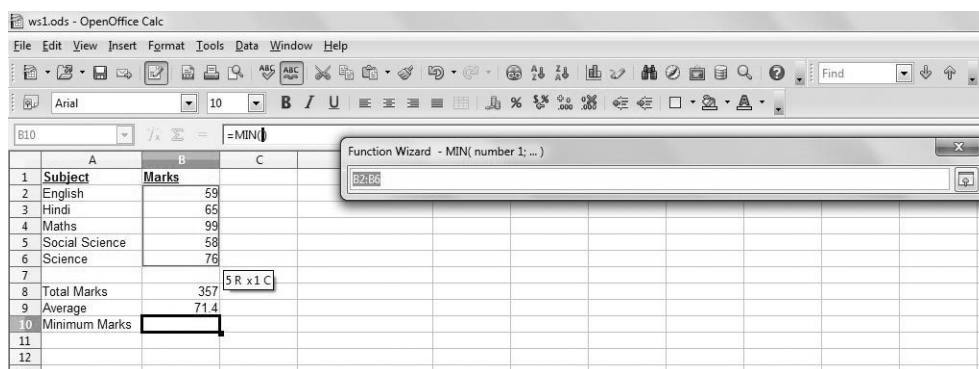 ws1.ods - OpenOffice Calc
File Edit View Insert Format Tools Data Window Help
ABC ABC Find
Arial 10 B I U
B10 =MIN()
Function Wizard - MIN( number 1; ... )
B2:B6
A B C
1 Subject Marks
2 English 59
3 Hindi 65
4 Maths 99
5 Social Science 58
6 Science 76
7
5 R x 1 C
8 Total Marks 357
9 Average 71.4
10 Minimum Marks
11
12